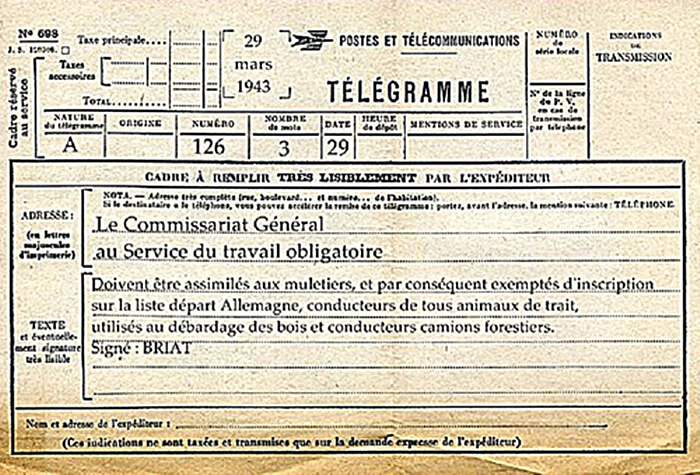 Nº 698
Taxe principale....
Taxes accessoires
TOTAL.........
Cadre réservé au service
29
mars
1943
POSTES ET TÉLÉCOMMUNICATIONS
TÉLÉGRAMME
NUMÉRO de série locale
INDICATIONS DE TRANSMISSION
Nº de la ligne du P. V. en cas de transmission par téléphone
NATURE du télégramme
ORIGINE
NUMÉRO
NOMBRE de mots
DATE
HEURE de dépôt
MENTIONS DE SERVICE
A
126
3
29
CADRE À REMPLIR TRÈS LISIBLEMENT PAR L'EXPÉDITEUR
ADRESSE :
(en lettres majuscules d'imprimerie)
NOTA. — Adresse très complète (rue, boulevard... et numéro... de l'habitation).
Si le destinataire a le téléphone, vous pouvez accélérer la remise de ce télégramme : portez, avant l'adresse, la mention suivante : TÉLÉPHONE.
Le Commissariat Général
au Service du travail obligatoire
TEXTE
et éventuellement signature très lisible
Doivent être assimilés aux muletiers, et par conséquent exemptés d'inscription
sur la liste départ Allemagne, conducteurs de tous animaux de trait,
utilisés au débardage des bois et conducteurs camions forestiers.
Signé : BRIAT
Nom et adresse de l'expéditeur :
(Ces indications ne sont taxées et transmises que sur la demande expresse de l'expéditeur)